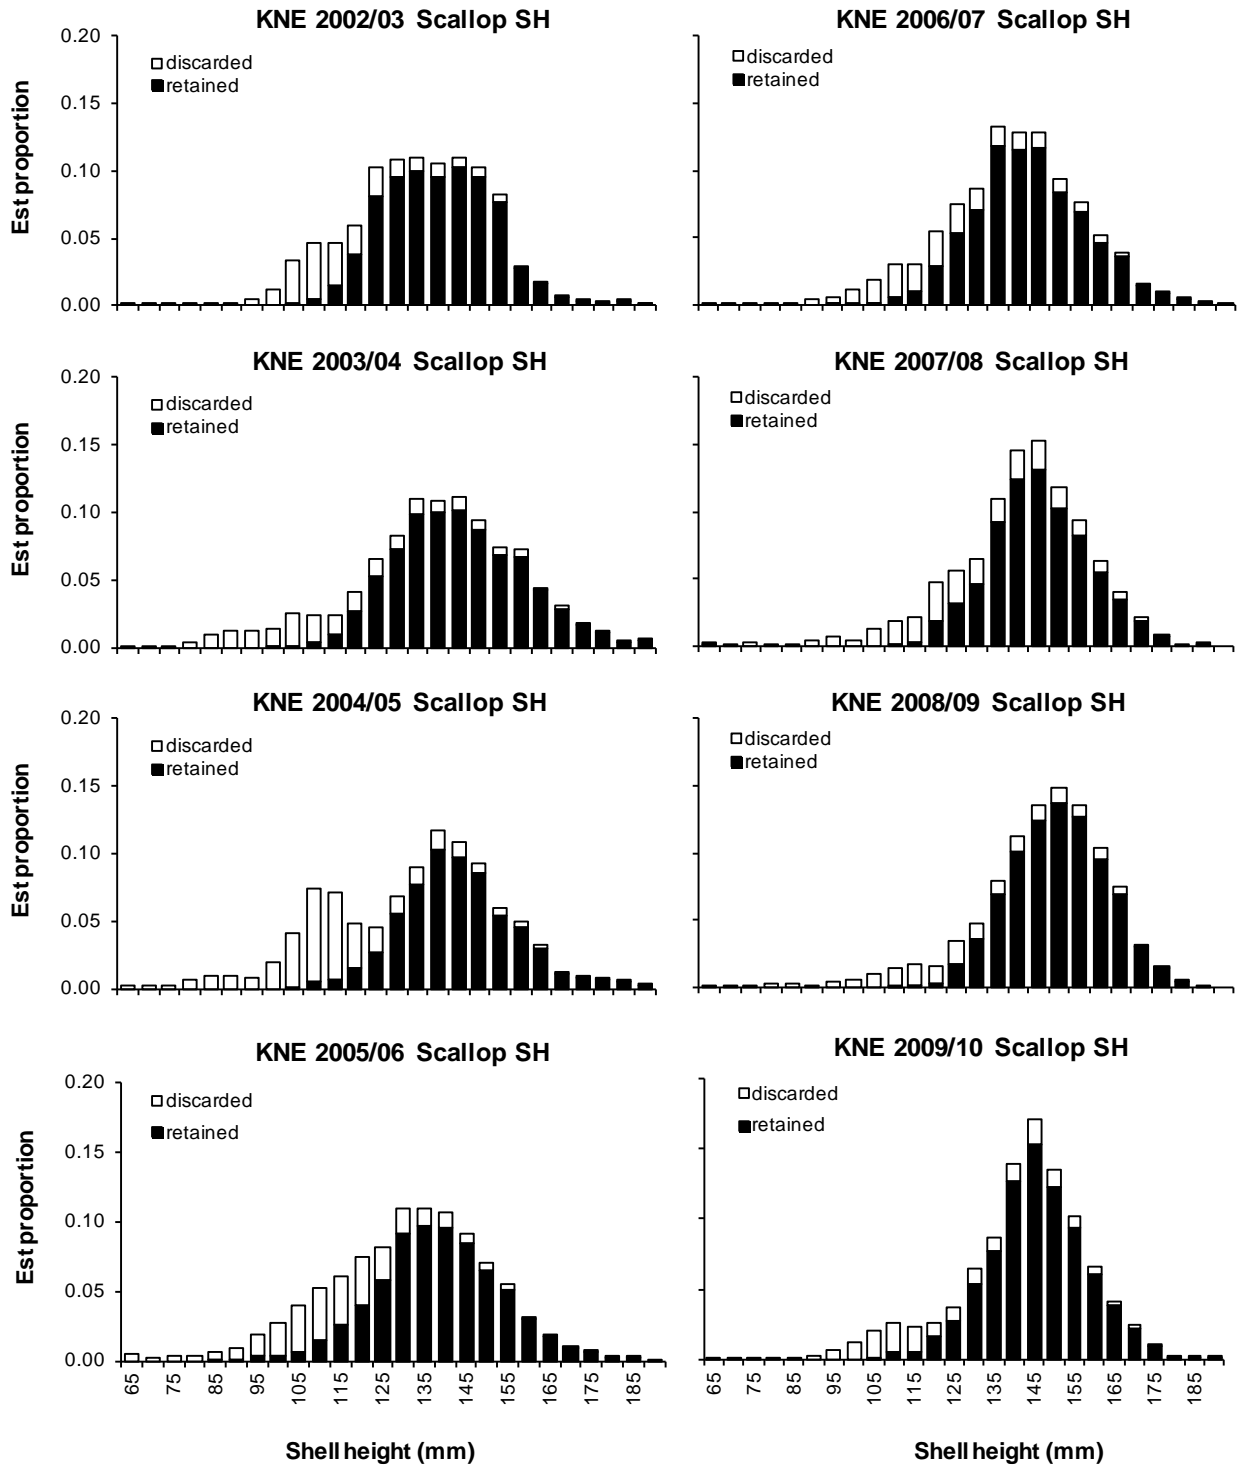 KNE 2002/03 Scallop SH
0.20
0.15
0.10
0.05
0.00
Est proportion
discarded
retained
KNE 2006/07 Scallop SH
discarded
retained
KNE 2003/04 Scallop SH
0.20
0.15
0.10
0.05
0.00
Est proportion
discarded
retained
KNE 2007/08 Scallop SH
discarded
retained
KNE 2004/05 Scallop SH
0.20
0.15
0.10
0.05
0.00
Est proportion
discarded
retained
KNE 2008/09 Scallop SH
discarded
retained
KNE 2005/06 Scallop SH
0.20
0.15
0.10
0.05
0.00
Est proportion
discarded
retained
65 75 85 95 105 115 125 135 145 155 165 175 185
Shell height (mm)
KNE 2009/10 Scallop SH
discarded
retained
65 75 85 95 105 115 125 135 145 155 165 175 185
Shell height (mm)